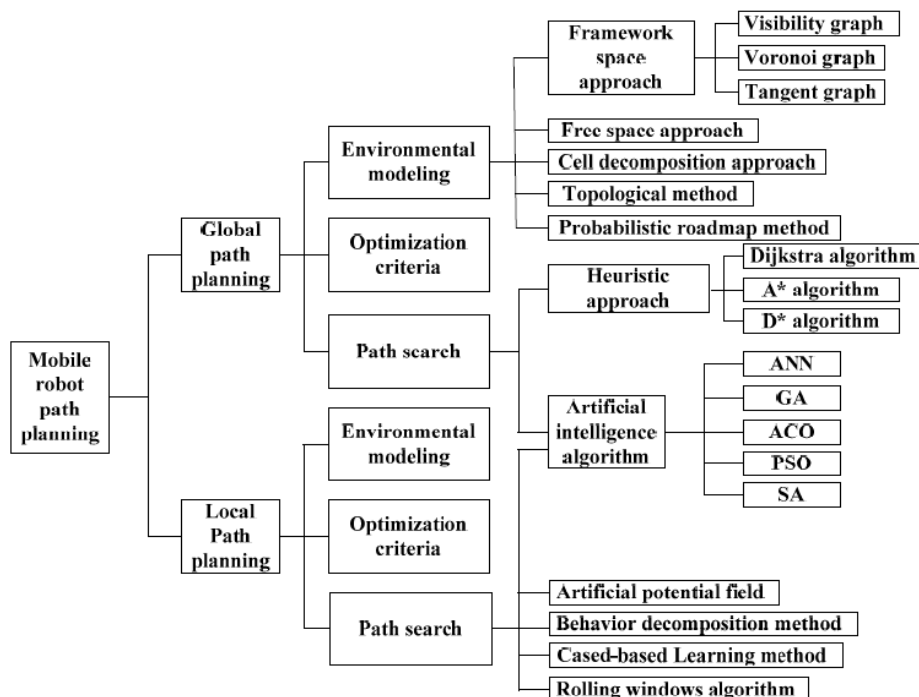 Framework
space
approach
Visibility graph
Voronoi graph
Tangent graph
Environmental
modeling
Free space approach
Cell decomposition approach
Topological method
Probabilistic roadmap method
Global
path
planning
Optimization
criteria
Heuristic
approach
Dijkstra algorithm
A* algorithm
D* algorithm
Path search
Mobile
robot
path
planning
Artificial
intelligence
algorithm
ANN
GA
ACO
PSO
SA
Environmental
modeling
Local
Path
planning
Optimization
criteria
Path search
Artificial potential field
Behavior decomposition method
Cased-based Learning method
Rolling windows algorithm